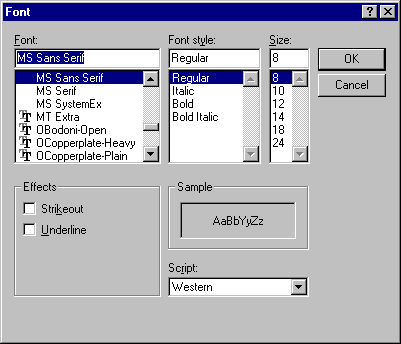 Font
Font:
Font style:
Size:
MS Sans Serif
Regular
8
OK
Cancel
MS Sans Serif
MS Serif
MS SystemEx
MT Extra
OBodoni-Open
OCopperplate-Heavy
OCopperplate-Plain
Regular
Italic
Bold
Bold Italic
8
10
12
14
18
24
Effects
Strikeout
Underline
Sample
AaBbYyZz
Script:
Western